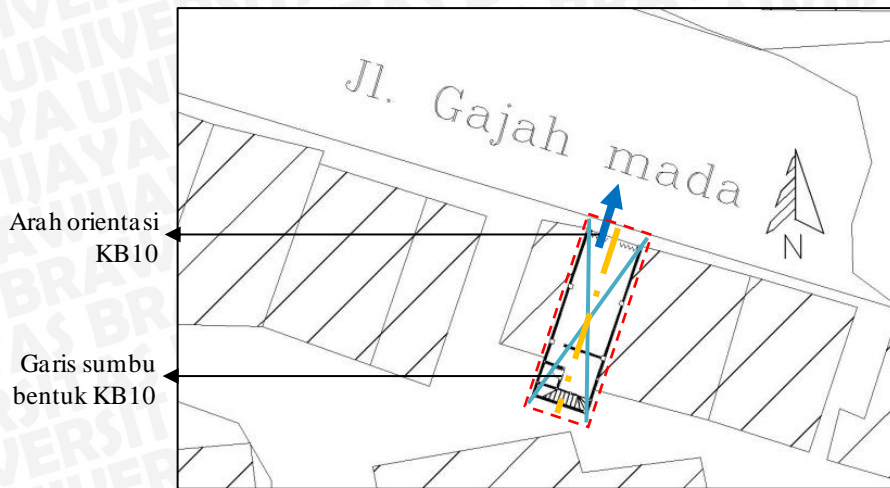 Jl. Gajah mada
N
Arah orientasi
KB10
Garis sumbu
bentuk KB10